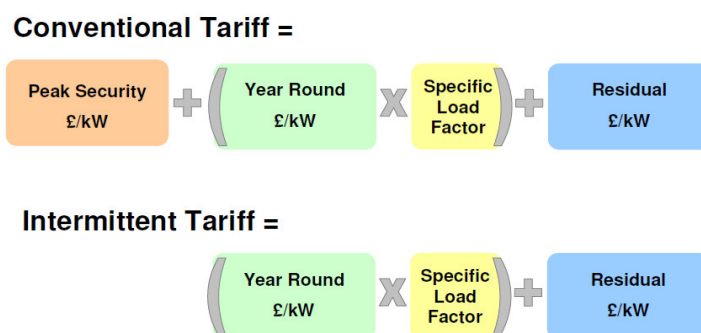 Conventional Tariff =
Peak Security + ( Year Round X Specific Load Factor ) + Residual
£/kW £/kW £/kW
Intermittent Tariff =
( Year Round X Specific Load Factor ) + Residual
£/kW £/kW